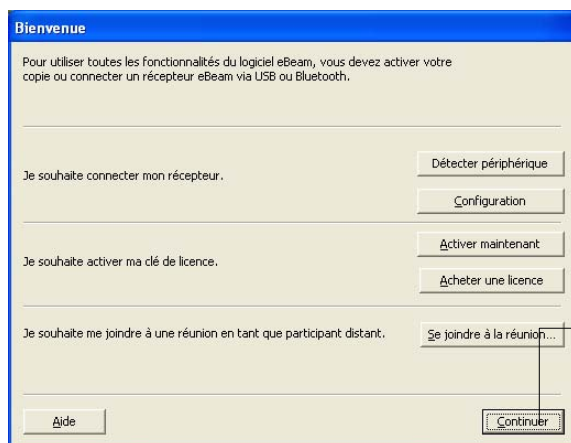 Bienvenue
Pour utiliser toutes les fonctionnalités du logiciel eBeam, vous devez activer votre
copie ou connecter un récepteur eBeam via USB ou Bluetooth.
Détecter périphérique
Je souhaite connecter mon récepteur.
Configuration
Activer maintenant
Je souhaite activer ma clé de licence.
Acheter une licence
Je souhaite me joindre à une réunion en tant que participant distant.
Se joindre à la réunion...
Aide
Continuer